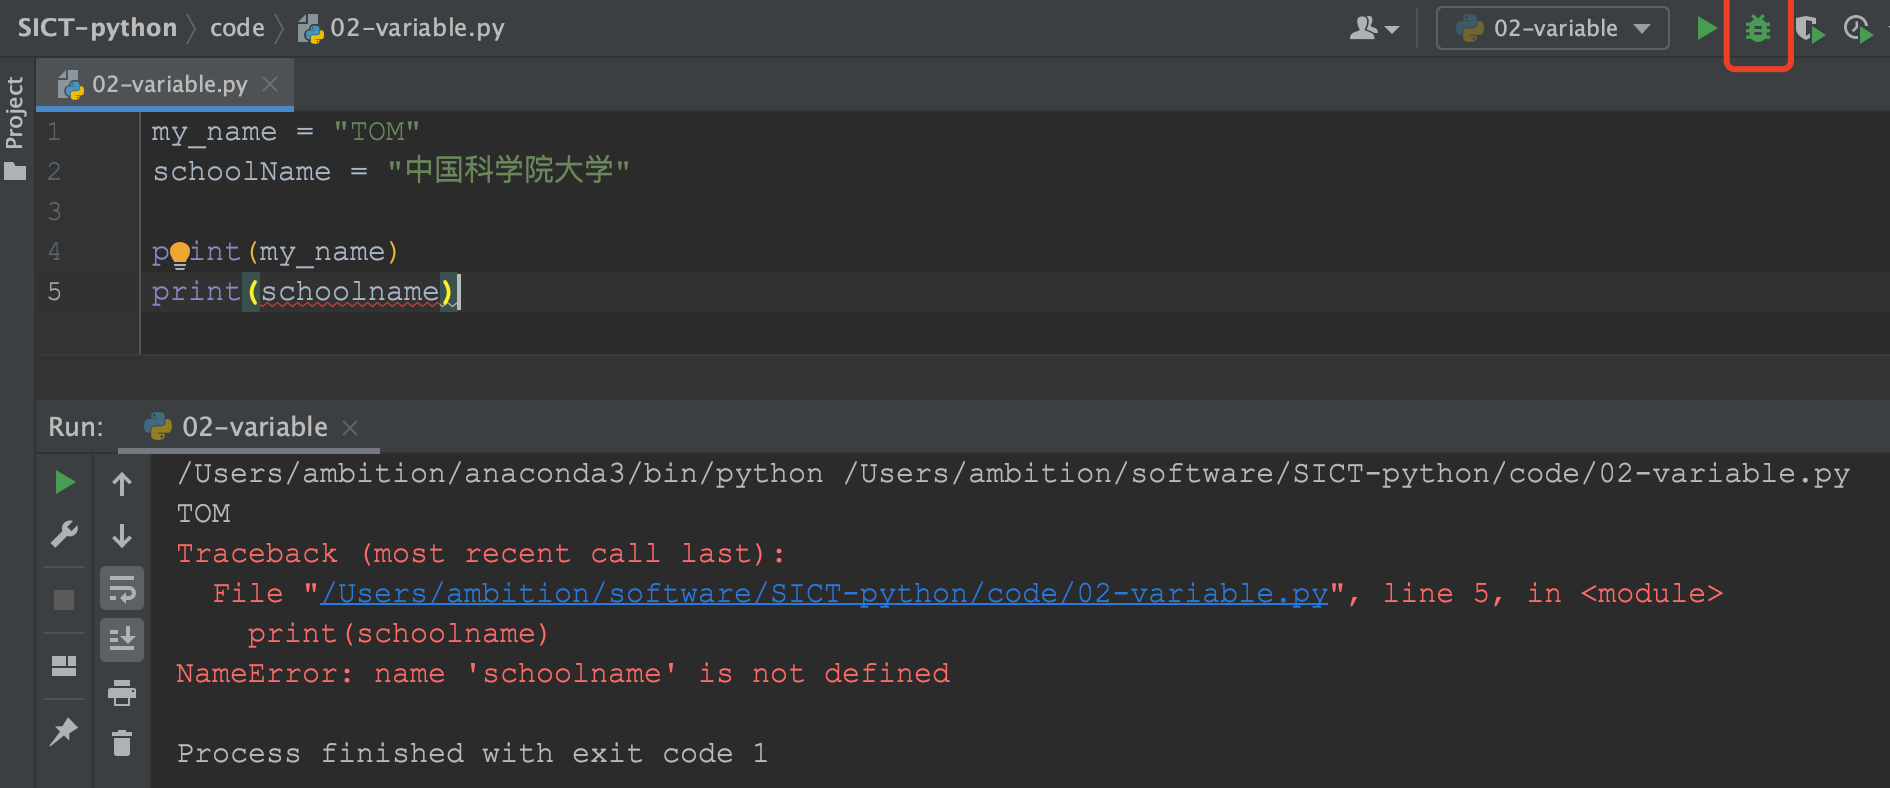 SICT-python code 02-variable.py 02-variable
Project
02-variable.py
1 my_name = "TOM"
2 schoolName = "中国科学院大学"
3
4 print(my_name)
5 print(schoolname)
Run: 02-variable
/Users/ambition/anaconda3/bin/python /Users/ambition/software/SICT-python/code/02-variable.py
TOM
Traceback (most recent call last):
File "/Users/ambition/software/SICT-python/code/02-variable.py", line 5, in <module>
print(schoolname)
NameError: name 'schoolname' is not defined
Process finished with exit code 1